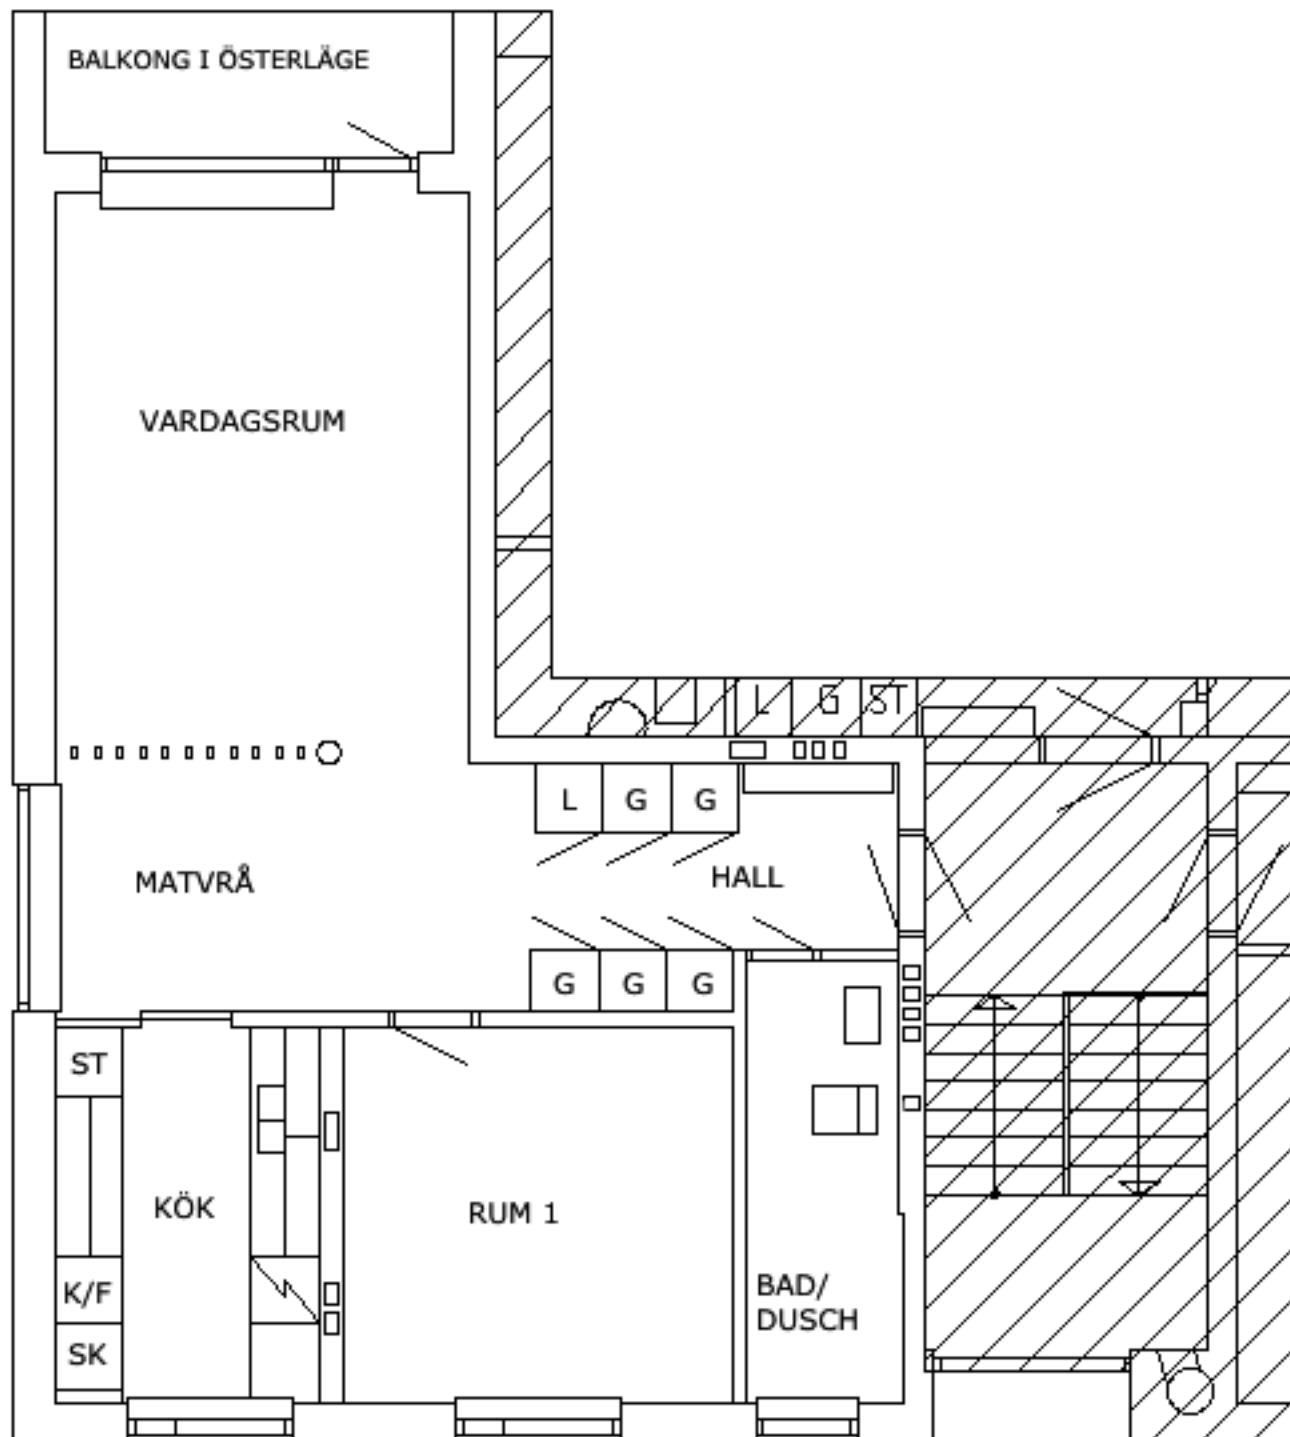 BALKONG I ÖSTERLÄGE
VARDAGSRUM
L G ST
L G G
MATVRÅ
HALL
G G G
ST
KÖK
RUM 1
K/F
SK
BAD/
DUSCH